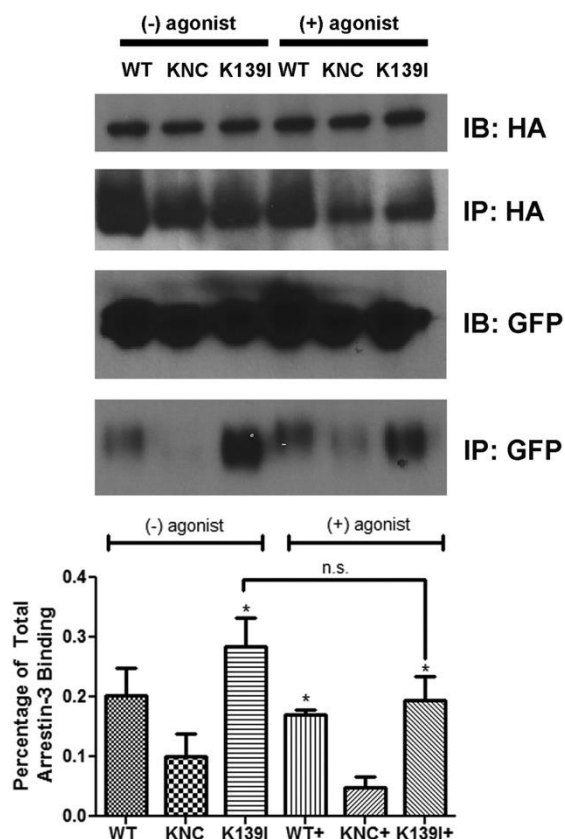 (-) agonist (+) agonist
WT KNC K139I WT KNC K139I
IB: HA
IP: HA
IB: GFP
IP: GFP
(-) agonist (+) agonist
n.s.
Percentage of Total
Arrestin-3 Binding
0.4
0.3
0.2
0.1
0.0
*
*
*
WT KNC K139I WT+ KNC+ K139I+